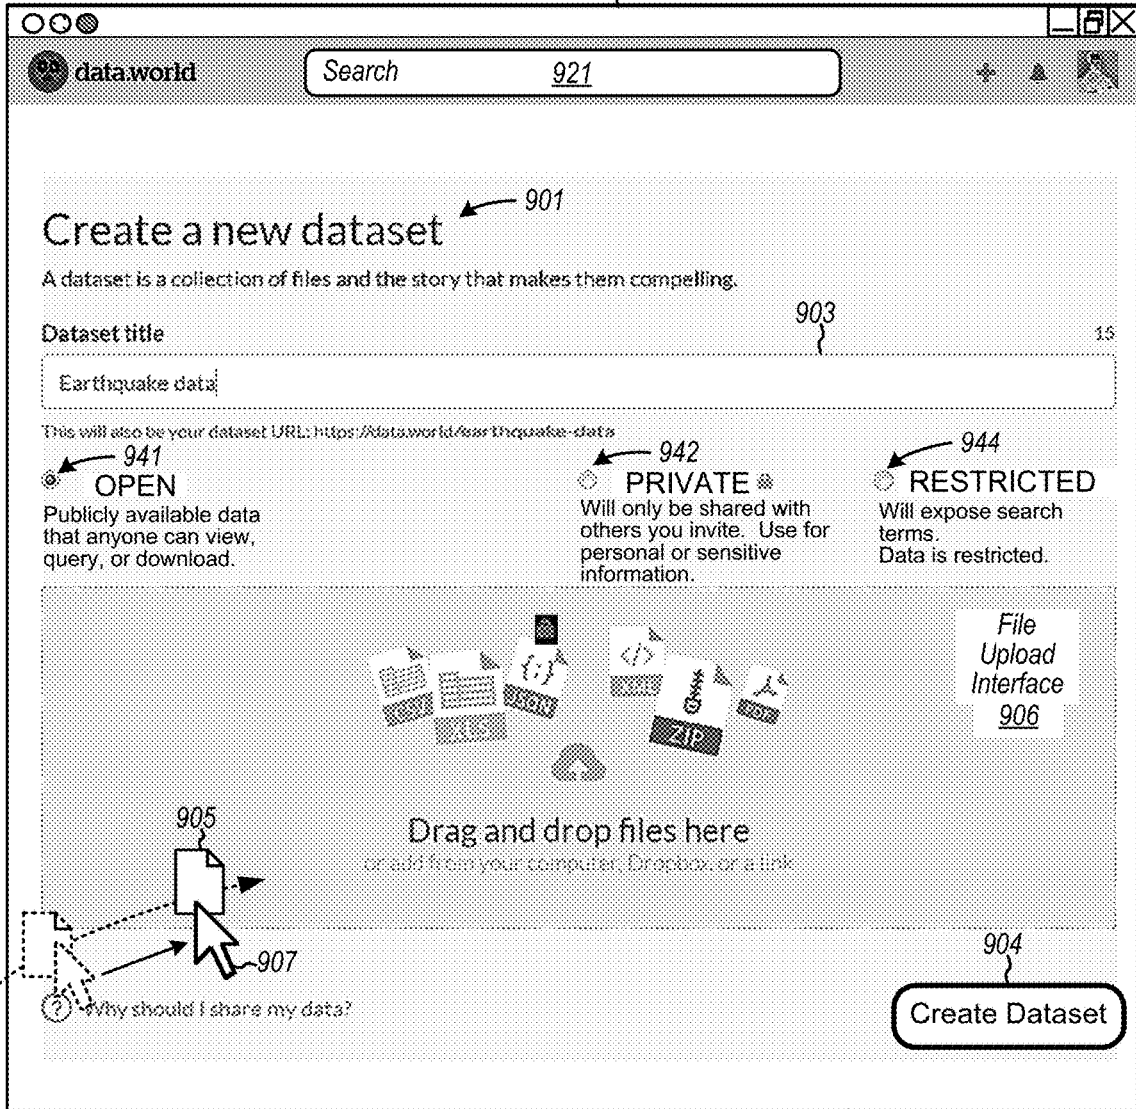 data.world
Search 921
901
Create a new dataset
A dataset is a collection of files and the story that makes them compelling.
903
Dataset title 15
Earthquake data
This will also be your dataset URL: https://data.world/earthquake-data
941 942 944
OPEN PRIVATE RESTRICTED
Publicly available data
that anyone can view,
query, or download.
Will only be shared with
others you invite. Use for
personal or sensitive
information.
Will expose search
terms.
Data is restricted.
File
Upload
Interface
906
</>
{;}
CSV XLS JSON XML ZIP PDF
905
Drag and drop files here
or add from your computer, Dropbox, or a link
907
904
? Why should I share my data?
Create Dataset